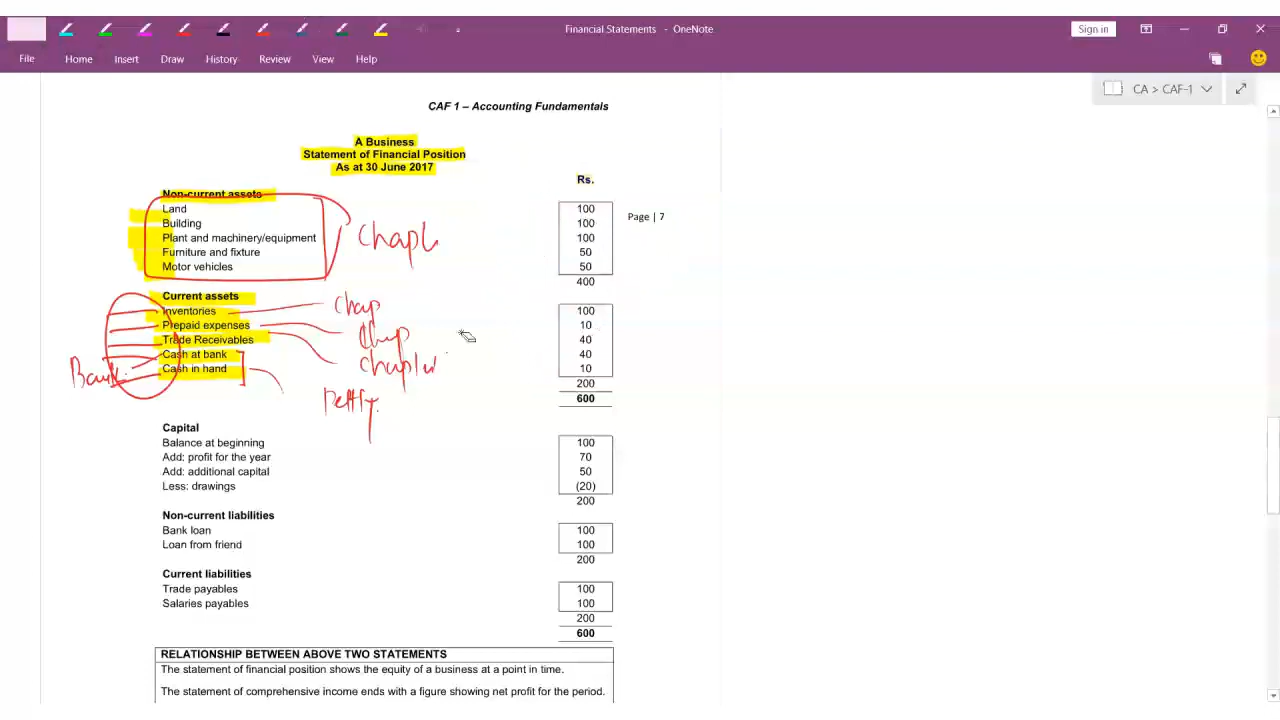 Financial Statements - OneNote
Sign in
File Home Insert Draw History Review View Help
CA > CAF-1
CAF 1 – Accounting Fundamentals
A Business
Statement of Financial Position
As at 30 June 2017
Rs.
Non-current assets
Land 100
Page | 7
Building 100
Plant and machinery/equipment 100
Chapt
Furniture and fixture 50
Motor vehicles 50
400
Current assets
Inventories 100
Chap
Prepaid expenses 10
Chap
Trade Receivables 40
Cash at bank 40
Cash in hand 10
Bank
200
600
Petty
Capital
Balance at beginning 100
Add: profit for the year 70
Add: additional capital 50
Less: drawings (20)
200
Non-current liabilities
Bank loan 100
Loan from friend 100
200
Current liabilities
Trade payables 100
Salaries payables 100
200
600
RELATIONSHIP BETWEEN ABOVE TWO STATEMENTS
The statement of financial position shows the equity of a business at a point in time.
The statement of comprehensive income ends with a figure showing net profit for the period.